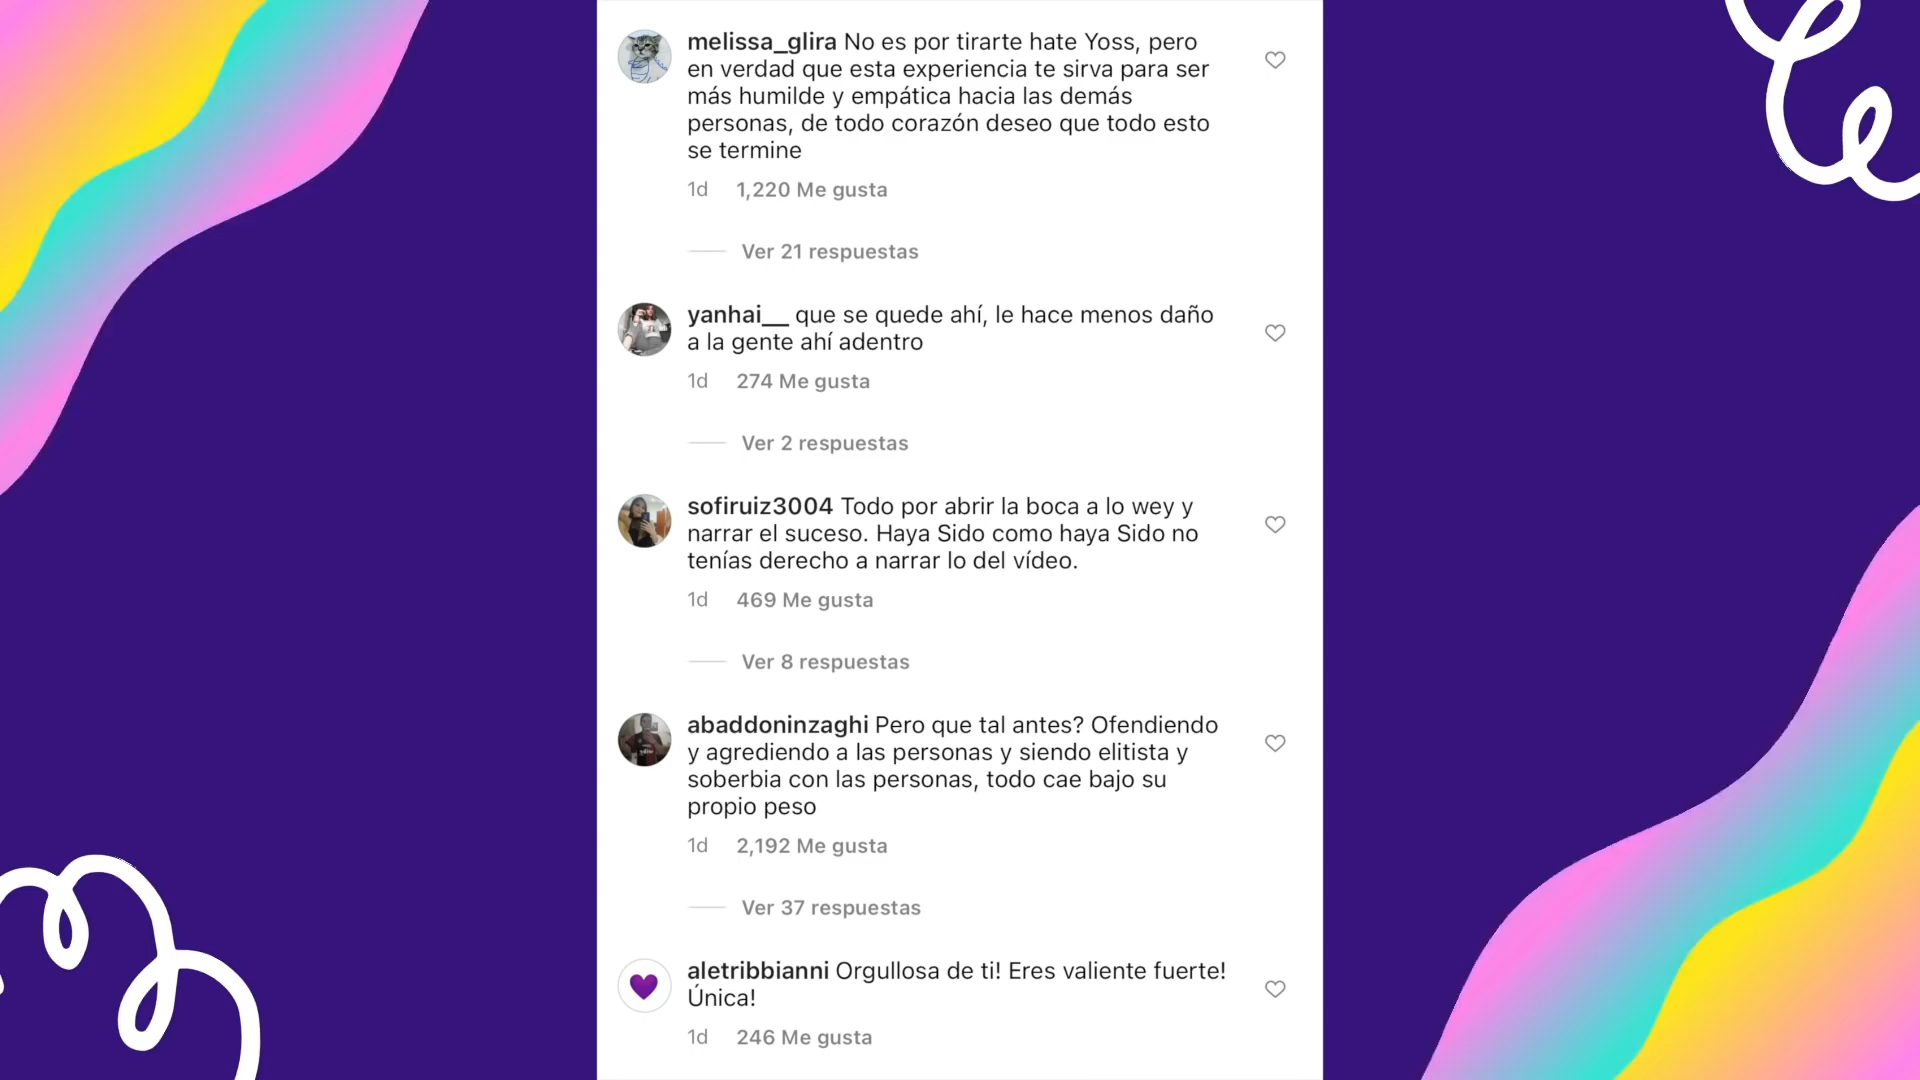 melissa_glira No es por tirarte hate Yoss, pero
en verdad que esta experiencia te sirva para ser
más humilde y empática hacia las demás
personas, de todo corazón deseo que todo esto
se termine
1d 1,220 Me gusta
Ver 21 respuestas
yanhai__ que se quede ahí, le hace menos daño
a la gente ahí adentro
1d 274 Me gusta
Ver 2 respuestas
sofiruiz3004 Todo por abrir la boca a lo wey y
narrar el suceso. Haya Sido como haya Sido no
tenías derecho a narrar lo del vídeo.
1d 469 Me gusta
Ver 8 respuestas
abaddoninzaghi Pero que tal antes? Ofendiendo
y agrediendo a las personas y siendo elitista y
soberbia con las personas, todo cae bajo su
propio peso
1d 2,192 Me gusta
Ver 37 respuestas
aletribbianni Orgullosa de ti! Eres valiente fuerte!
Única!
1d 246 Me gusta